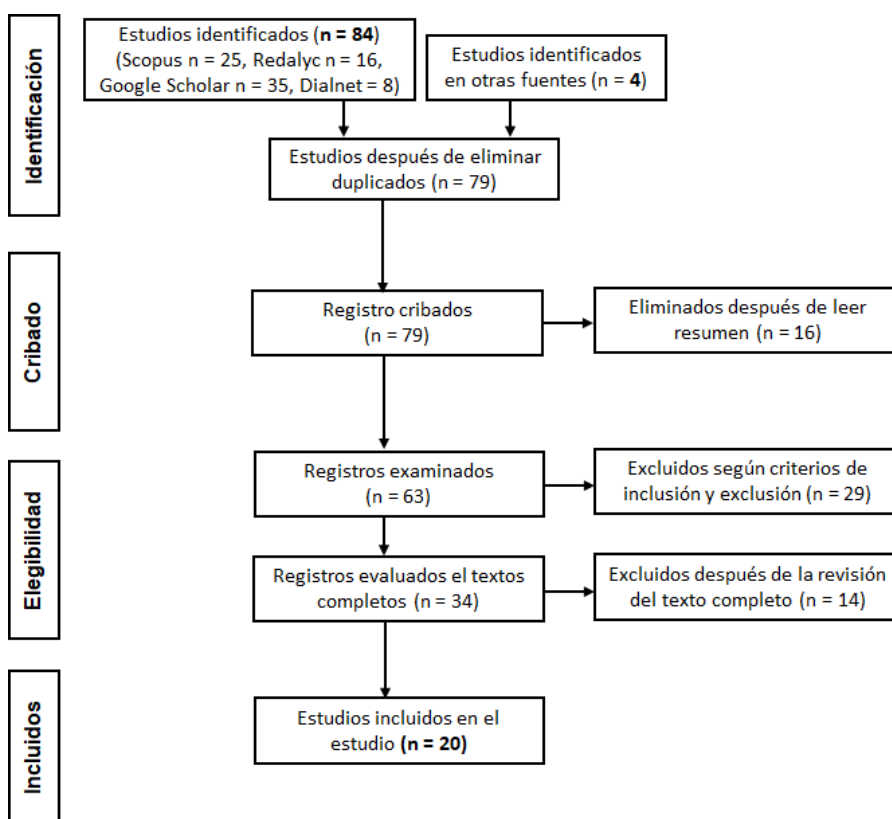 Identificación
Estudios identificados (n = 84)
(Scopus n = 25, Redalyc n = 16,
Google Scholar n = 35, Dialnet = 8)
Estudios identificados
en otras fuentes (n = 4)
Estudios después de eliminar
duplicados (n = 79)
Cribado
Registro cribados
(n = 79)
Eliminados después de leer
resumen (n = 16)
Elegibilidad
Registros examinados
(n = 63)
Excluidos según criterios de
inclusión y exclusión (n = 29)
Registros evaluados el textos
completos (n = 34)
Excluidos después de la revisión
del texto completo (n = 14)
Incluidos
Estudios incluidos en el
estudio (n = 20)